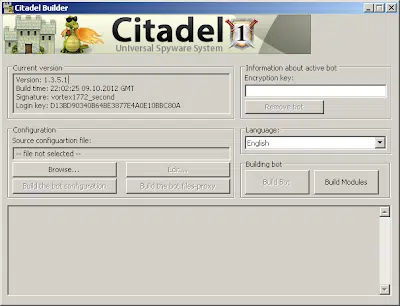 Citadel Builder
Citadel 1
Universal Spyware System
Current version
Version: 1.3.5.1
Build time: 22:02:25 09.10.2012 GMT
Signature: vortex1772_second
Login key: D13BD90340B64BE3877E4A0E10BBC80A
Information about active bot
Encryption key:
Remove bot
Configuration
Source configuartion file:
-- file not selected --
Browse...
Edit...
Build the bot configuration
Build the bot files-proxy
Language:
English
Building bot
Build Bot
Build Modules